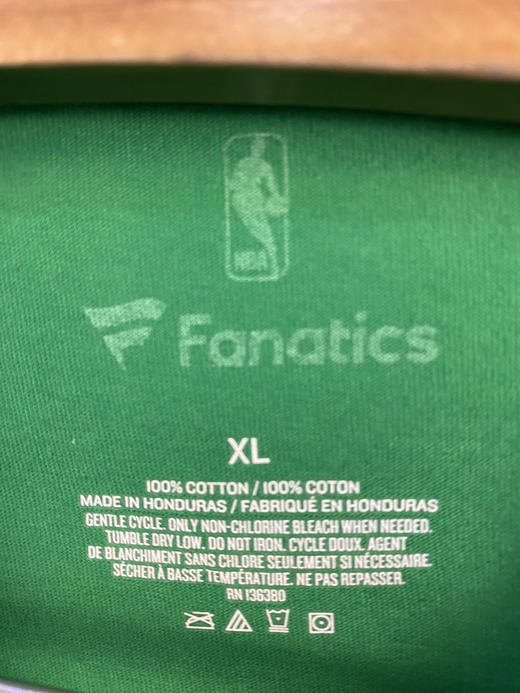 NBA
Fanatics
XL
100% COTTON / 100% COTON
MADE IN HONDURAS / FABRIQUÉ EN HONDURAS
GENTLE CYCLE. ONLY NON-CHLORINE BLEACH WHEN NEEDED.
TUMBLE DRY LOW. DO NOT IRON. CYCLE DOUX. AGENT
DE BLANCHIMENT SANS CHLORE SEULEMENT SI NÉCESSAIRE.
SÉCHER À BASSE TEMPÉRATURE. NE PAS REPASSER.
RN 136380